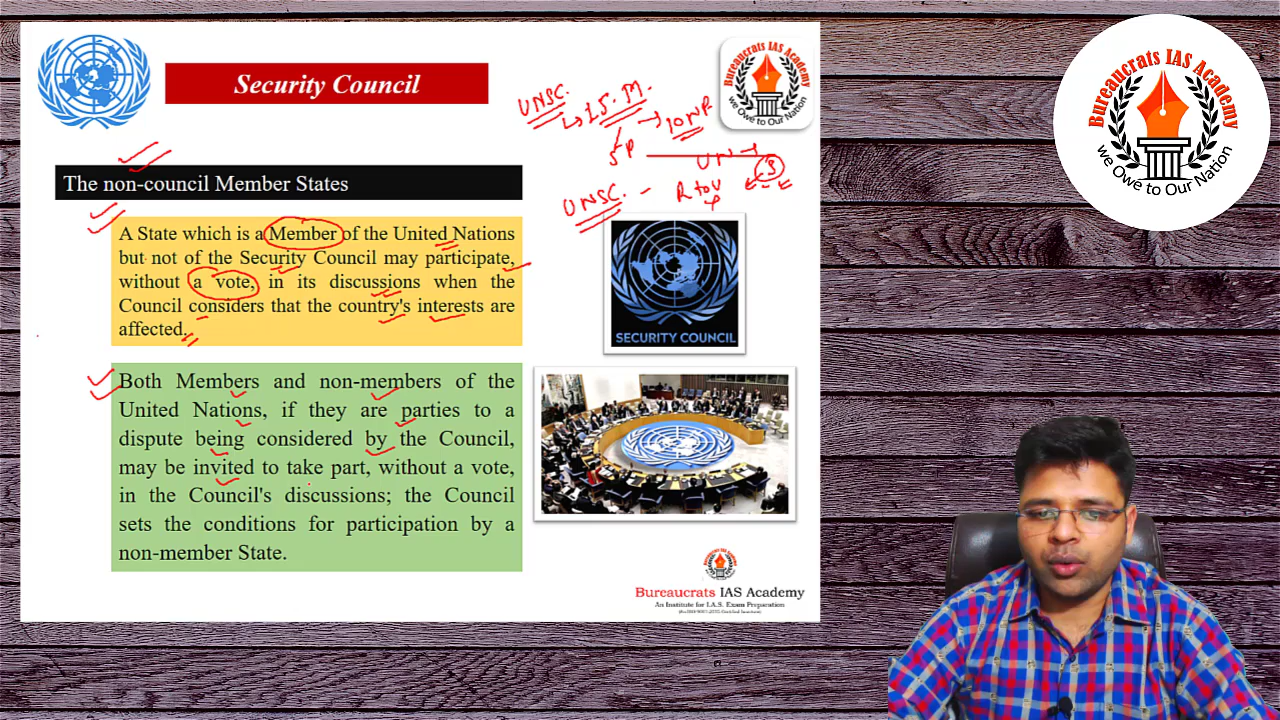 Security Council
Bureaucrats IAS Academy
We Owe to Our Nation
Bureaucrats IAS Academy
We Owe to Our Nation
UNSC.
15. M.
10 NP
5P
UN
UNSC. -
The non-council Member States
A State which is a Member of the United Nations
but not of the Security Council may participate,
without a vote, in its discussions when the
Council considers that the country's interests are
affected.
SECURITY COUNCIL
Both Members and non-members of the
United Nations, if they are parties to a
dispute being considered by the Council,
may be invited to take part, without a vote,
in the Council's discussions; the Council
sets the conditions for participation by a
non-member State.
Bureaucrats IAS Academy
An Institute for I.A.S. Exam Preparation